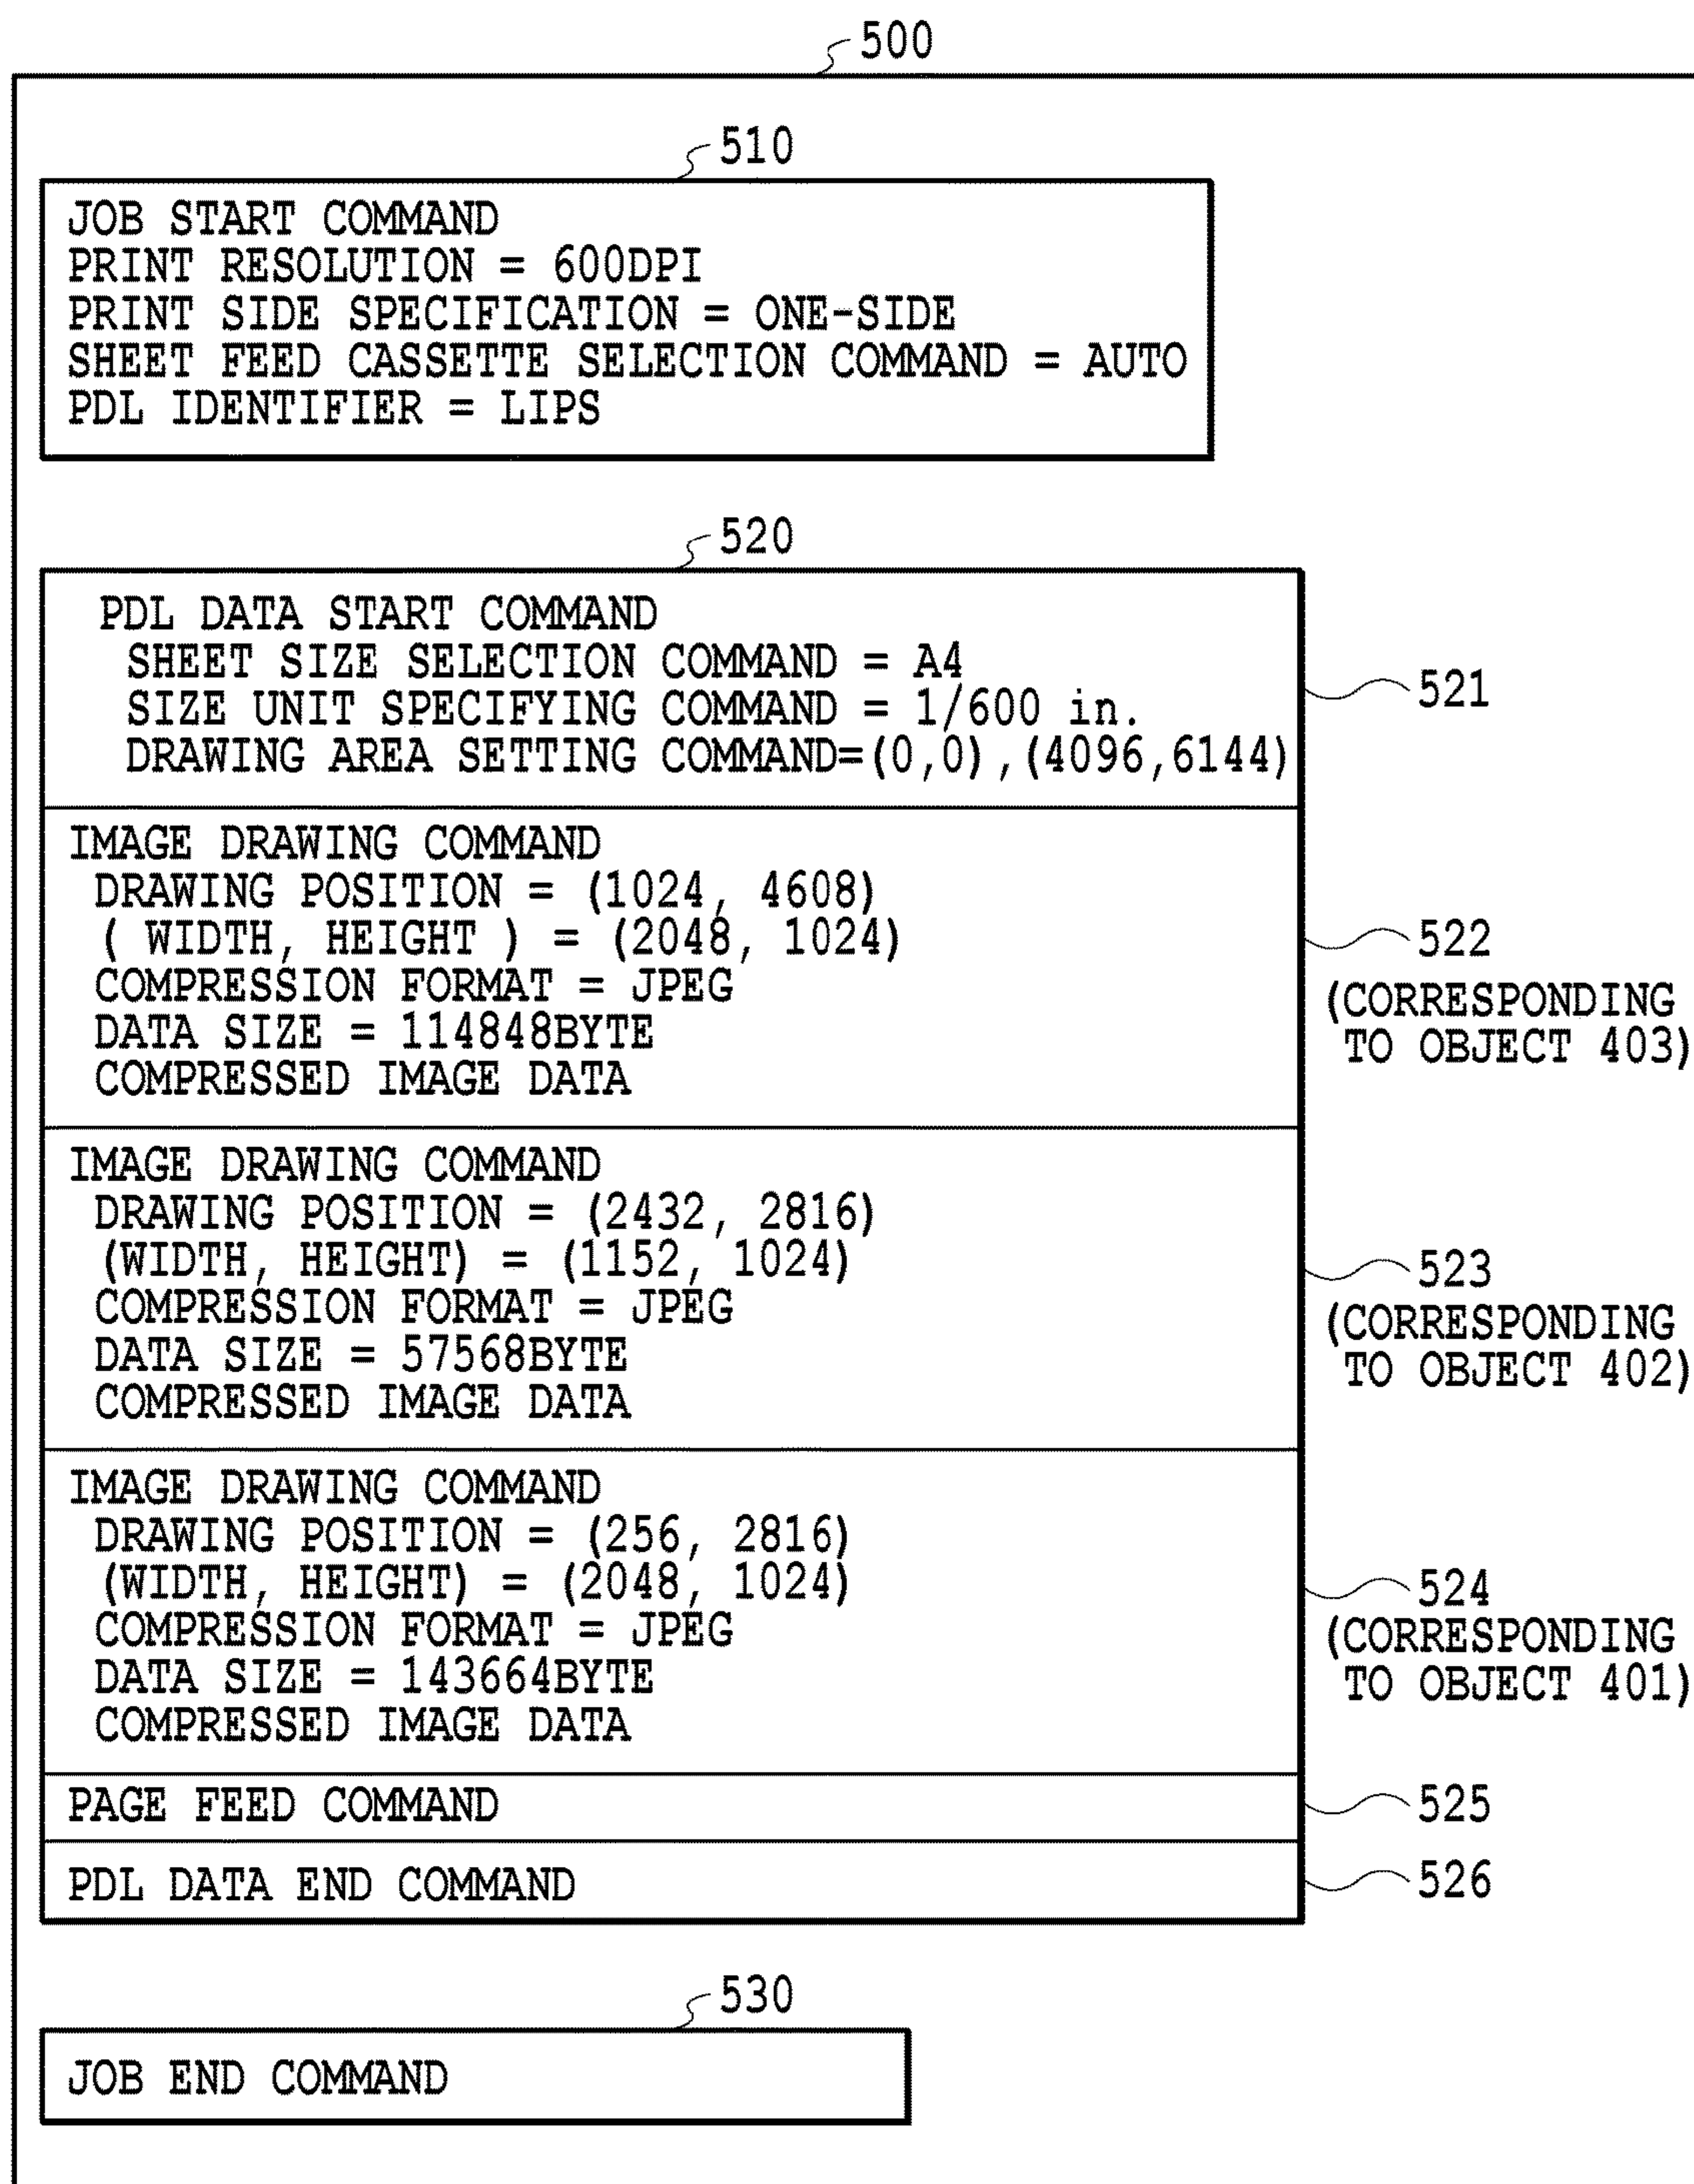 500
510
JOB START COMMAND
PRINT RESOLUTION = 600DPI
PRINT SIDE SPECIFICATION = ONE-SIDE
SHEET FEED CASSETTE SELECTION COMMAND = AUTO
PDL IDENTIFIER = LIPS
520
PDL DATA START COMMAND
SHEET SIZE SELECTION COMMAND = A4
SIZE UNIT SPECIFYING COMMAND = 1/600 in.
DRAWING AREA SETTING COMMAND=(0,0),(4096,6144)
521
IMAGE DRAWING COMMAND
DRAWING POSITION = (1024, 4608)
( WIDTH, HEIGHT ) = (2048, 1024)
COMPRESSION FORMAT = JPEG
DATA SIZE = 114848BYTE
COMPRESSED IMAGE DATA
522
(CORRESPONDING
TO OBJECT 403)
IMAGE DRAWING COMMAND
DRAWING POSITION = (2432, 2816)
(WIDTH, HEIGHT) = (1152, 1024)
COMPRESSION FORMAT = JPEG
DATA SIZE = 57568BYTE
COMPRESSED IMAGE DATA
523
(CORRESPONDING
TO OBJECT 402)
IMAGE DRAWING COMMAND
DRAWING POSITION = (256, 2816)
(WIDTH, HEIGHT) = (2048, 1024)
COMPRESSION FORMAT = JPEG
DATA SIZE = 143664BYTE
COMPRESSED IMAGE DATA
524
(CORRESPONDING
TO OBJECT 401)
PAGE FEED COMMAND
525
PDL DATA END COMMAND
526
530
JOB END COMMAND